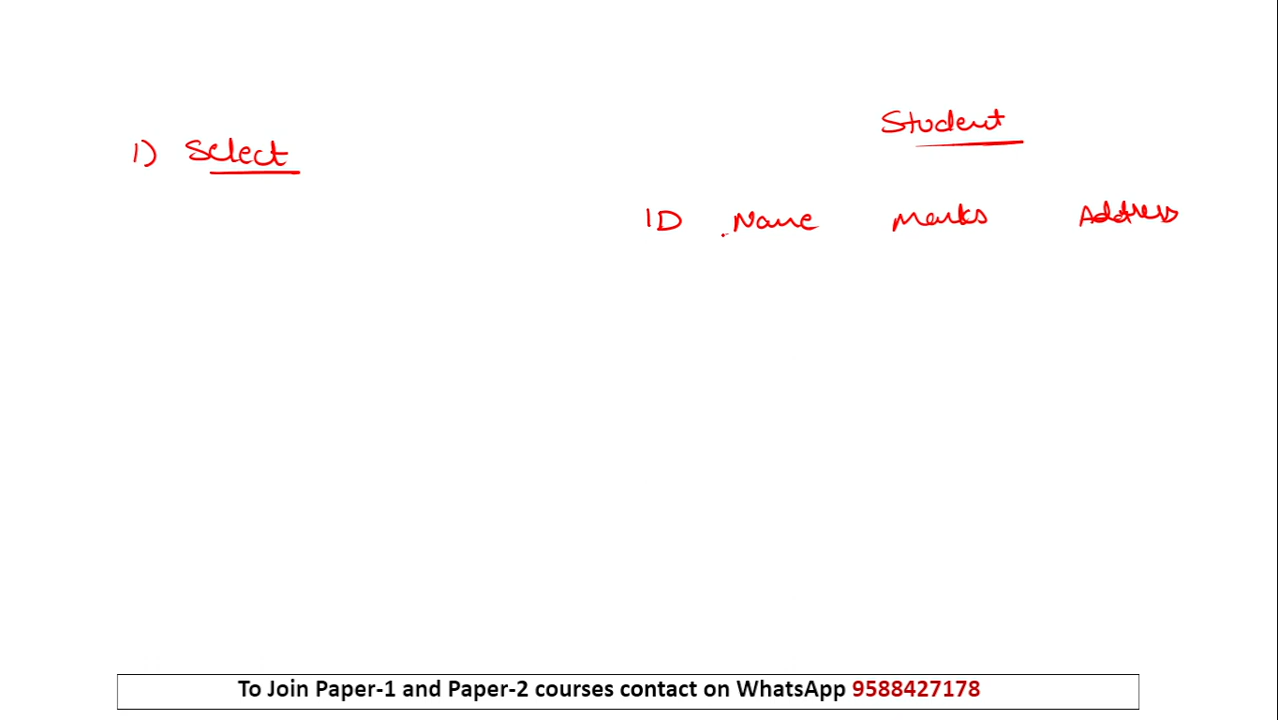 1) Select
Student
ID Name Marks Address
To Join Paper-1 and Paper-2 courses contact on WhatsApp 9588427178